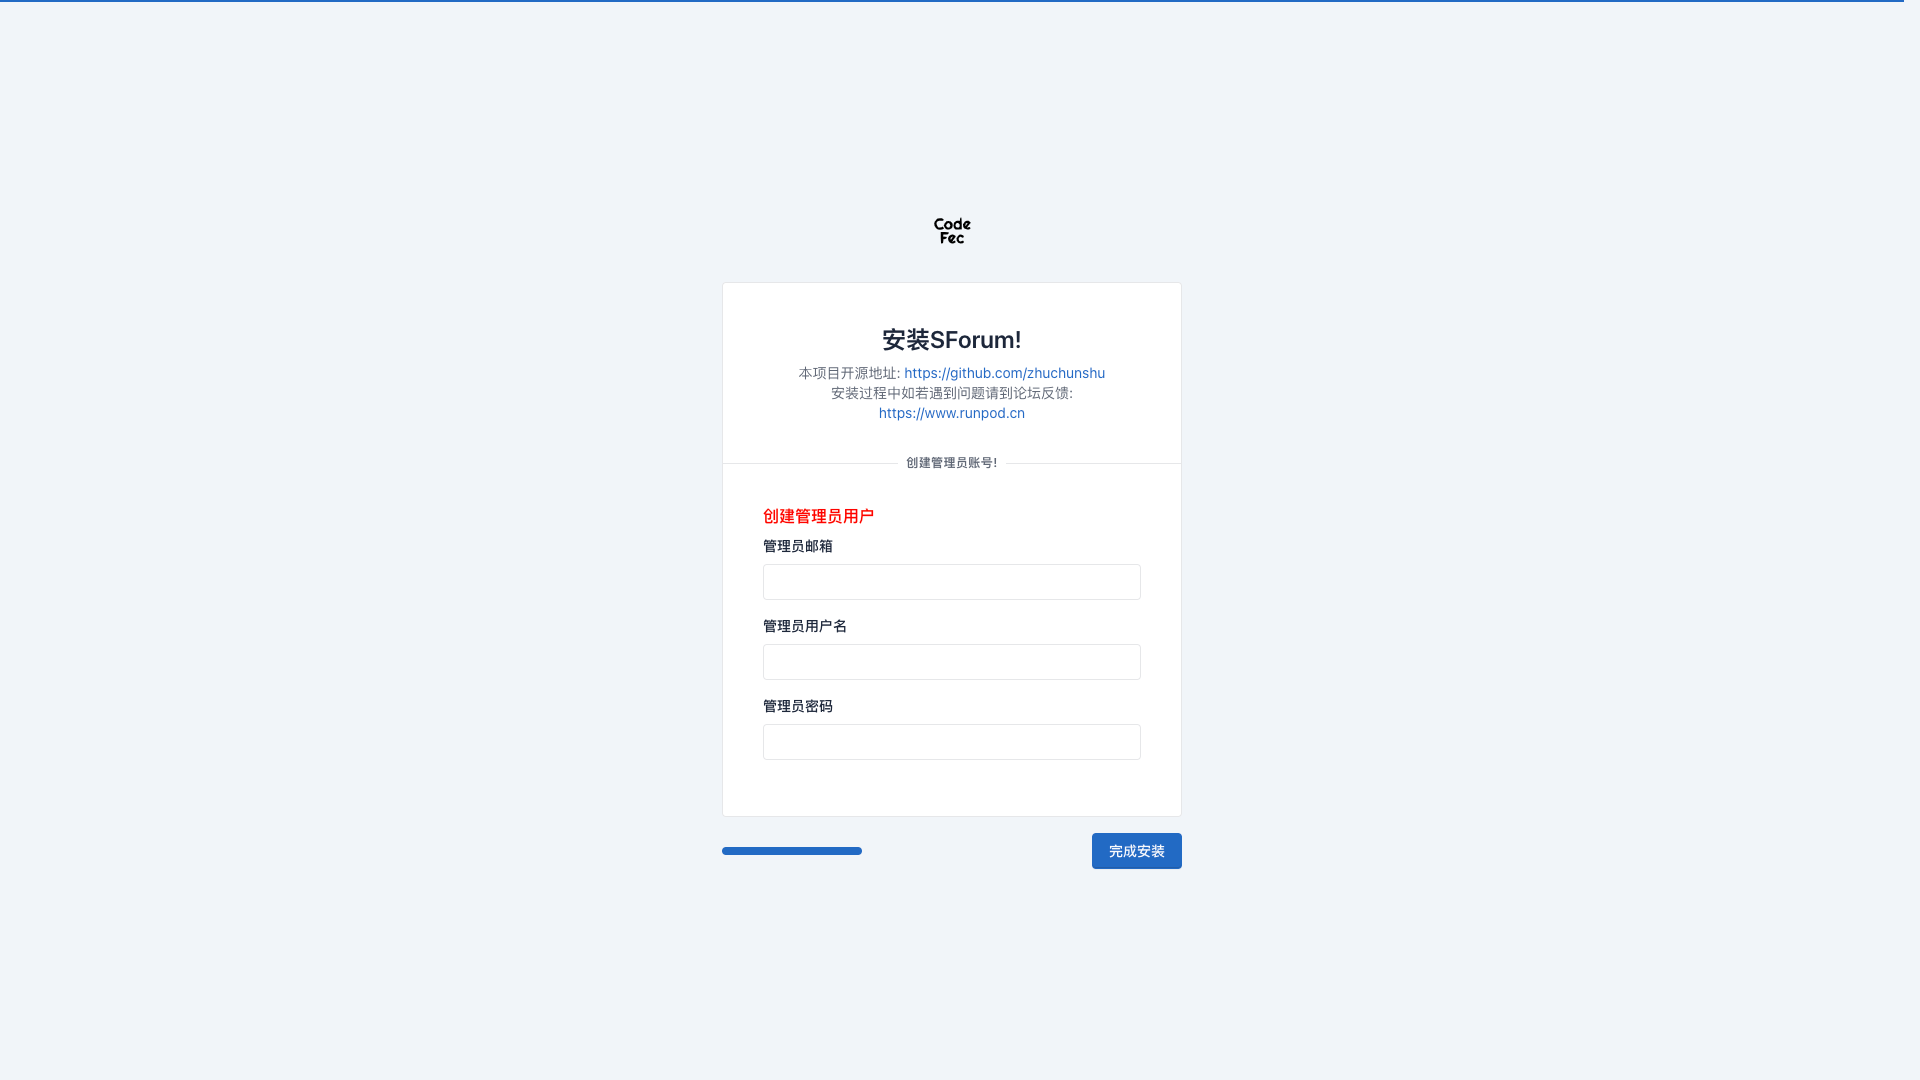 Code
Fec
安装SForum!
本项目开源地址: https://github.com/zhuchunshu
安装过程中如若遇到问题请到论坛反馈:
https://www.runpod.cn
创建管理员账号!
创建管理员用户
管理员邮箱
管理员用户名
管理员密码
完成安装